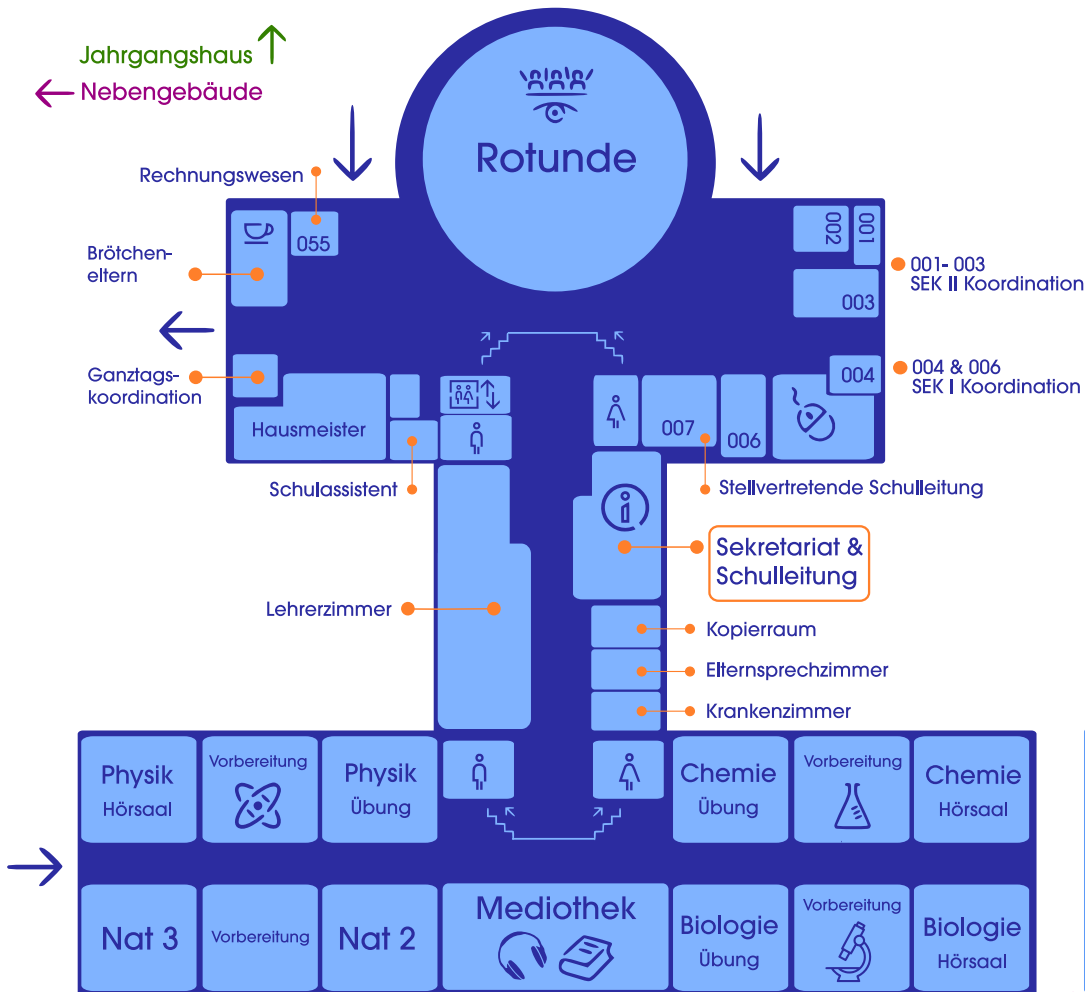 Jahrgangshaus
Nebengebäude
Rotunde
Rechnungswesen
055
Brötchen-
eltern
002
001
003
001- 003
SEK II Koordination
Ganztags-
koordination
Hausmeister
004
004 & 006
SEK I Koordination
007
006
Schulassistent
Stellvertretende Schulleitung
Sekretariat &
Schulleitung
Lehrerzimmer
Kopierraum
Elternsprechzimmer
Krankenzimmer
Physik
Hörsaal
Vorbereitung
Physik
Übung
Chemie
Übung
Vorbereitung
Chemie
Hörsaal
Nat 3
Vorbereitung
Nat 2
Mediothek
Biologie
Übung
Vorbereitung
Biologie
Hörsaal